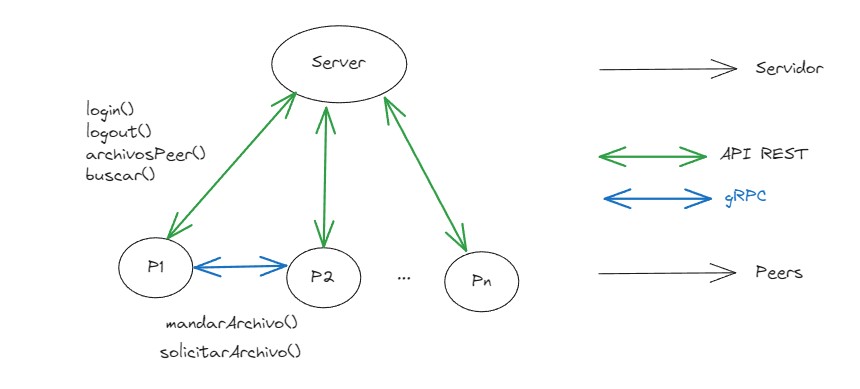 Server
Servidor
login()
logout()
archivosPeer()
buscar()
API REST
gRPC
P1
P2
...
Pn
Peers
mandarArchivo()
solicitarArchivo()